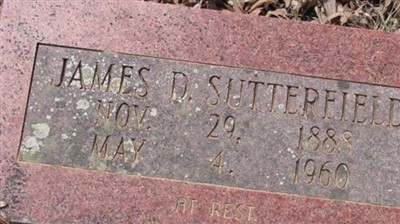 JAMES D. SUTTERFIELD
NOV. 29, 1888
MAY 4, 1960
AT REST